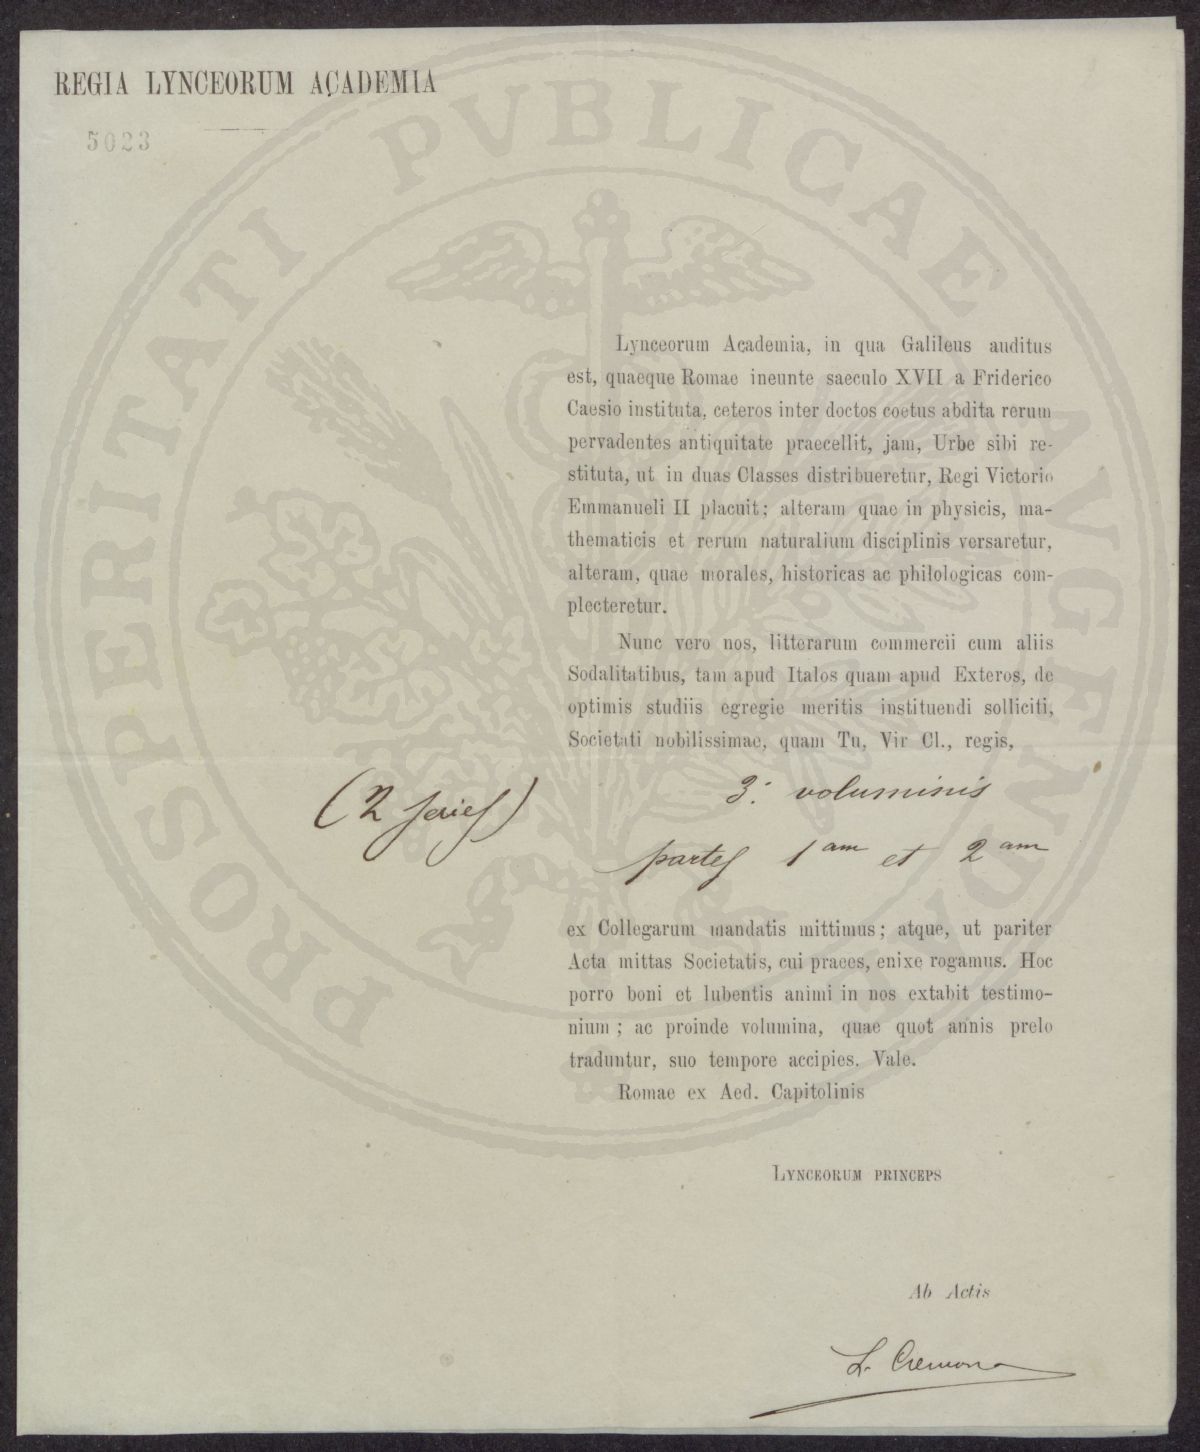 REGIA LYNCEORUM ACADEMIA
5023
PROSPERITATI PVBLICAE AVGENDAE
Lynceorum Academia, in qua Galileus auditus
est, quaeque Romae ineunte saeculo XVII a Friderico
Caesio instituta, ceteros inter doctos coetus abdita rerum
pervadentes antiquitate praecellit, jam, Urbe sibi re-
stituta, ut in duas Classes distribueretur, Regi Victorio
Emmanueli II placuit; alteram quae in physicis, ma-
thematicis et rerum naturalium disciplinis versaretur,
alteram, quae morales, historicas ac philologicas com-
plecteretur.
Nunc vero nos, litterarum commercii cum aliis
Sodalitatibus, tam apud Italos quam apud Exteros, de
optimis studiis egregie meritis instituendi solliciti,
Societati nobilissimae, quam Tu, Vir Cl., regis,
(2 series) 3: voluminis
partes 1am et 2am
ex Collegarum mandatis mittimus; atque, ut pariter
Acta mittas Societatis, cui praees, enixe rogamus. Hoc
porro boni et lubentis animi in nos extabit testimo-
nium; ac proinde volumina, quae quot annis prelo
traduntur, suo tempore accipies. Vale.
Romae ex Aed. Capitolinis
LYNCEORUM PRINCEPS
Ab Actis
L. Cremona